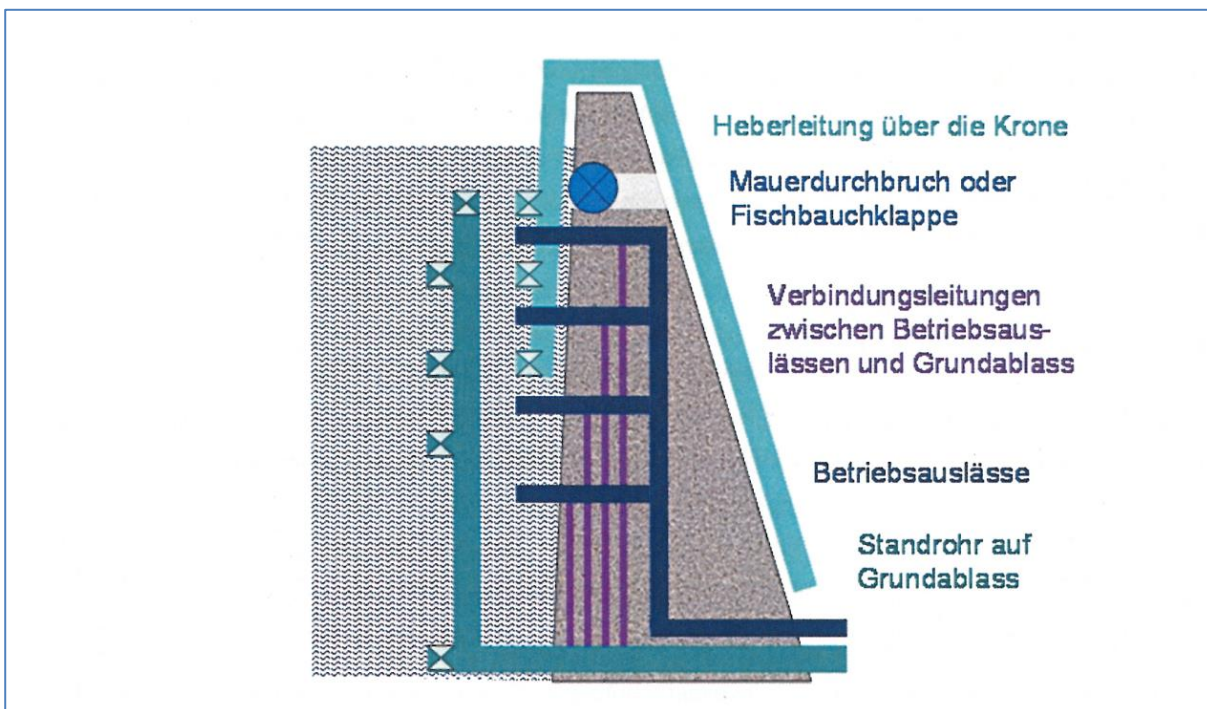 Heberleitung über die Krone
Mauerdurchbruch oder
Fischbauchklappe
Verbindungsleitungen
zwischen Betriebsaus-
lässen und Grundablass
Betriebsauslässe
Standrohr auf
Grundablass